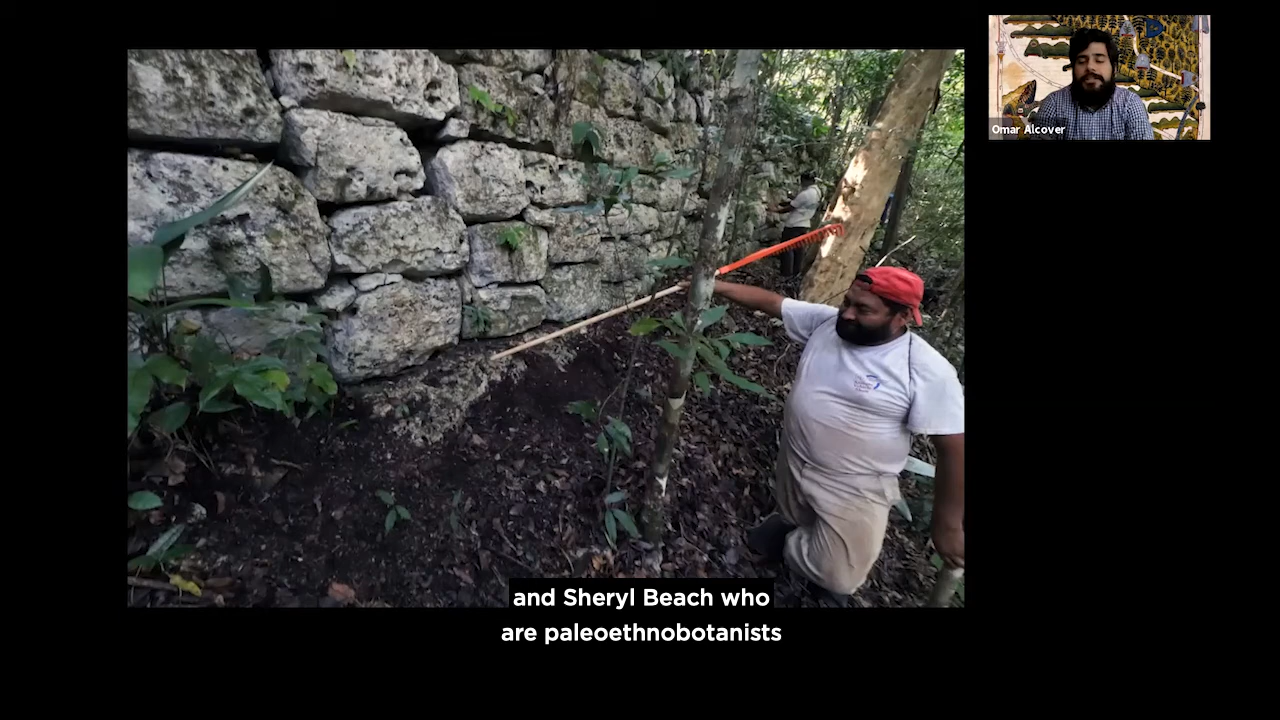 Omar Alcover
and Sheryl Beach who
are paleoethnobotanists